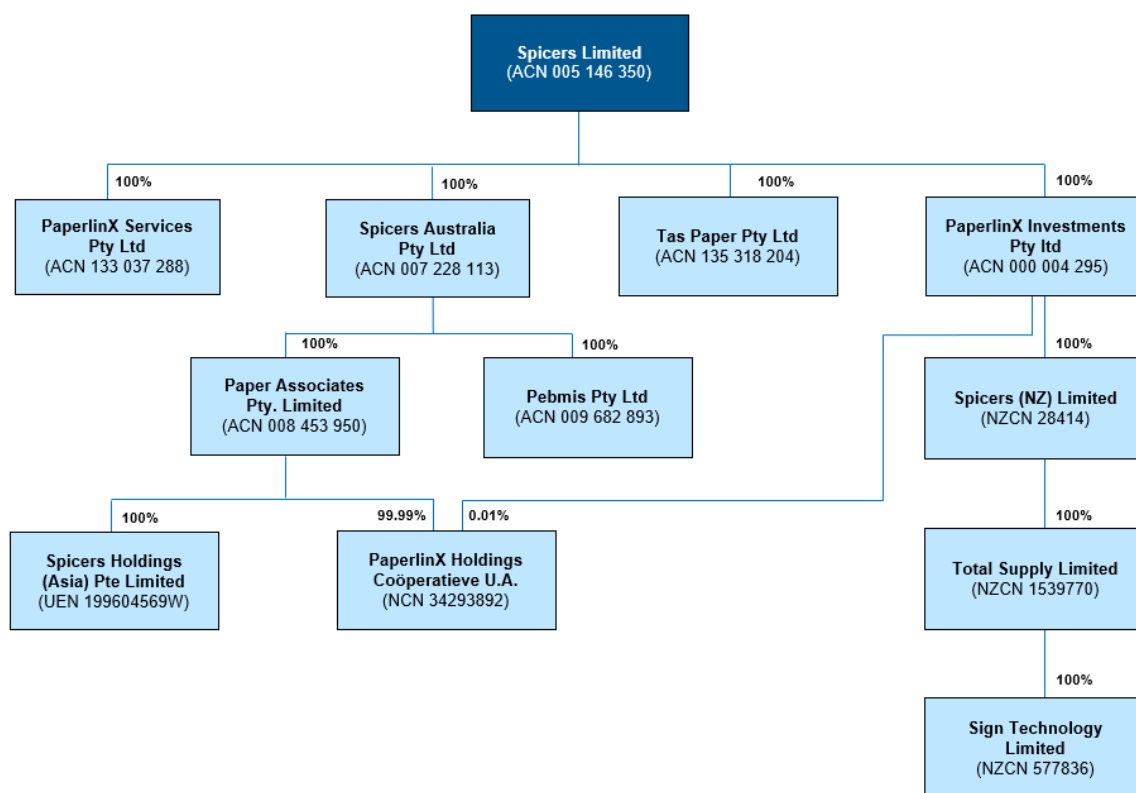 Spicers Limited
(ACN 005 146 350)
100%
100%
100%
100%
PaperlinX Services
Pty Ltd
(ACN 133 037 288)
Spicers Australia
Pty Ltd
(ACN 007 228 113)
Tas Paper Pty Ltd
(ACN 135 318 204)
PaperlinX Investments
Pty ltd
(ACN 000 004 295)
100%
100%
100%
Paper Associates
Pty. Limited
(ACN 008 453 950)
Pebmis Pty Ltd
(ACN 009 682 893)
Spicers (NZ) Limited
(NZCN 28414)
100%
99.99%
0.01%
100%
Spicers Holdings
(Asia) Pte Limited
(UEN 199604569W)
PaperlinX Holdings
Coöperatieve U.A.
(NCN 34293892)
Total Supply Limited
(NZCN 1539770)
100%
Sign Technology
Limited
(NZCN 577836)